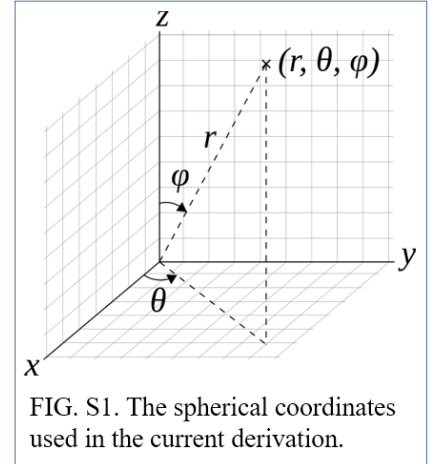 z
(r, θ, φ)
r
φ
y
θ
x
FIG. S1. The spherical coordinates
used in the current derivation.